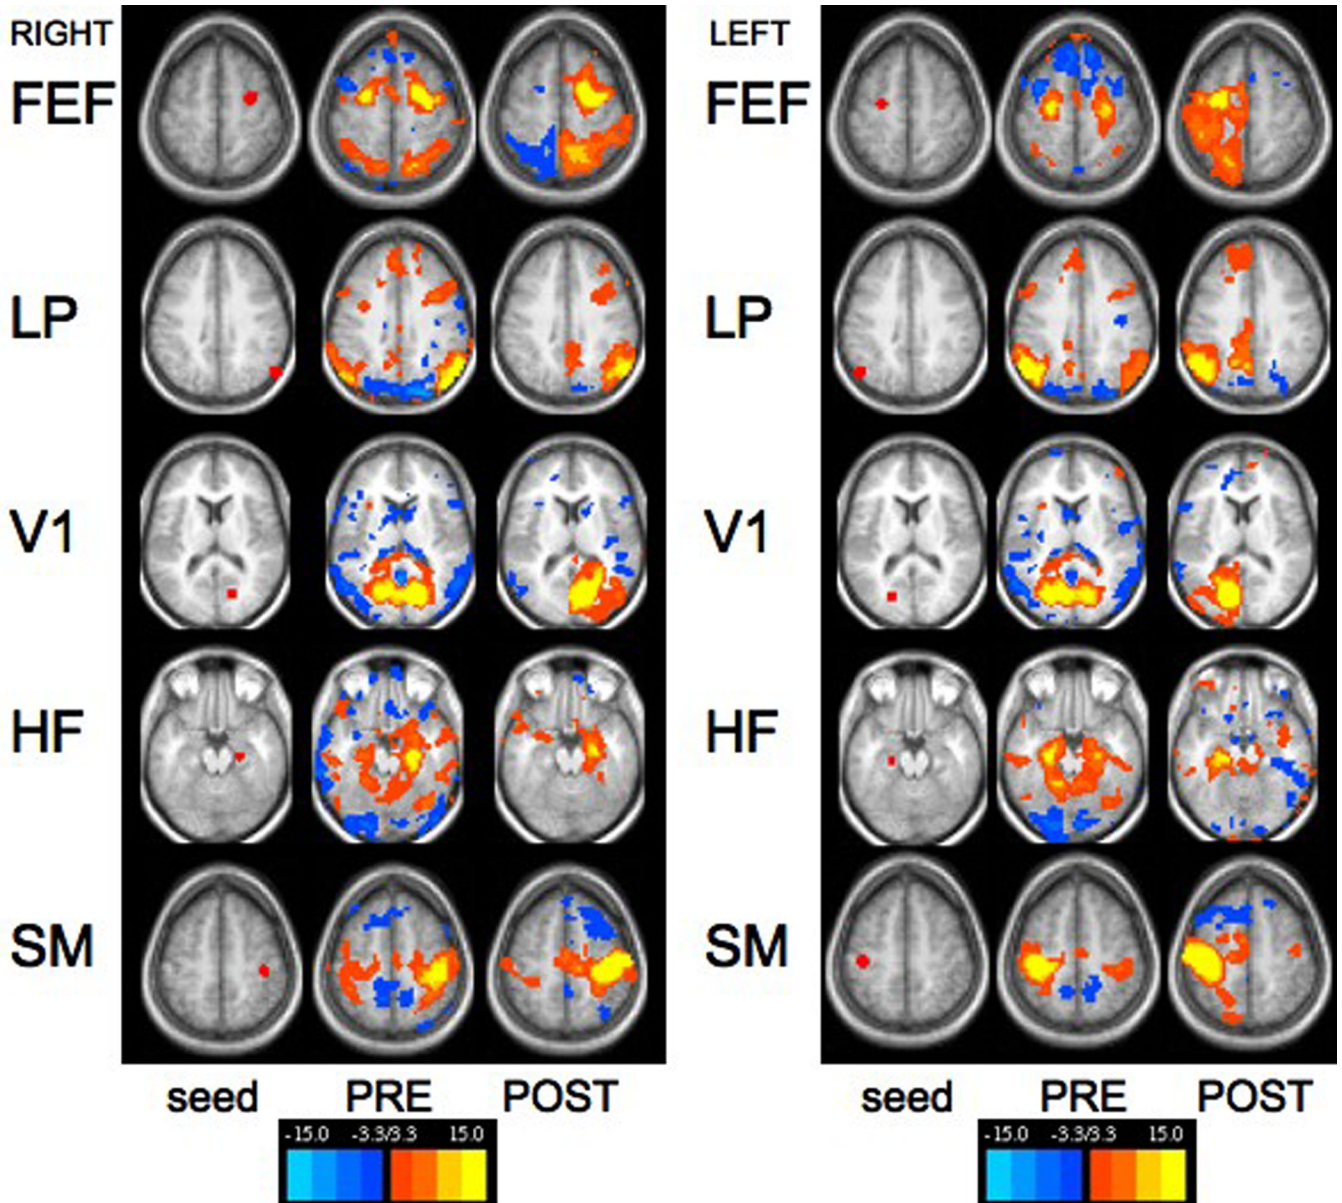 RIGHT
FEF
LP
V1
HF
SM
seed PRE POST
-15.0 -3.3/3.3 15.0
LEFT
FEF
LP
V1
HF
SM
seed PRE POST
-15.0 -3.3/3.3 15.0